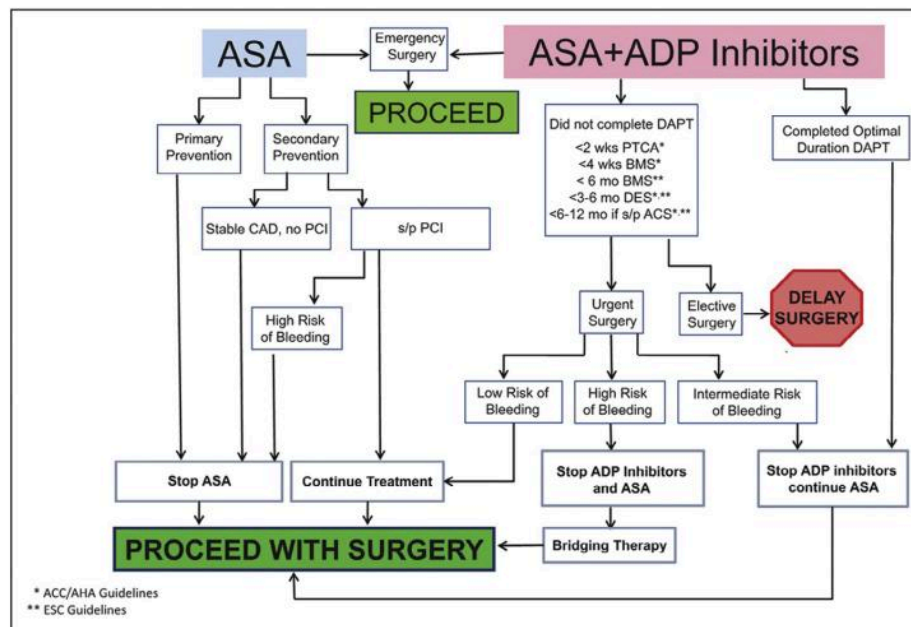 ASA
Emergency
Surgery
ASA+ADP Inhibitors
PROCEED
Primary
Prevention
Secondary
Prevention
Did not complete DAPT
<2 wks PTCA*
<4 wks BMS*
< 6 mo BMS**
<3-6 mo DES*,**
<6-12 mo if s/p ACS*,**
Completed Optimal
Duration DAPT
Stable CAD, no PCI
s/p PCI
High Risk
of Bleeding
Urgent
Surgery
Elective
Surgery
DELAY
SURGERY
Low Risk of
Bleeding
High Risk
of Bleeding
Intermediate Risk
of Bleeding
Stop ASA
Continue Treatment
Stop ADP Inhibitors
and ASA
Stop ADP inhibitors
continue ASA
PROCEED WITH SURGERY
Bridging Therapy
* ACC/AHA Guidelines
** ESC Guidelines